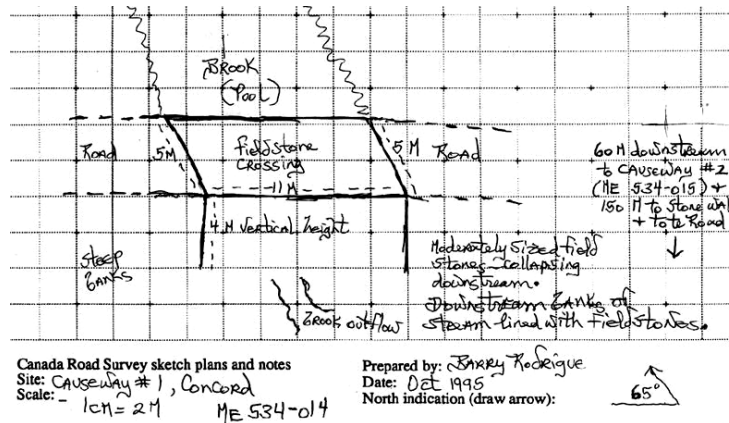 BROOK
(POOL)
ROAD
5M
fieldstone
CROSSING
5 M
ROAD
11M
60 M downstream
to CAUSEWAY #2
(ME 534-015) +
150 M to stone wall
+ tote Road
4 M vertical height
Steep
banks
Moderately sized field
stones - collapsing
downstream.
Downstream banks of
stream lined with fieldstones.
Brook outflow
Canada Road Survey sketch plans and notes
Site: CAUSEWAY #1, CONCORD
Scale: - 1CM = 2 M ME 534-014
Prepared by: BARRY RODRIGUE
Date: Oct 1995
North indication (draw arrow):
65°